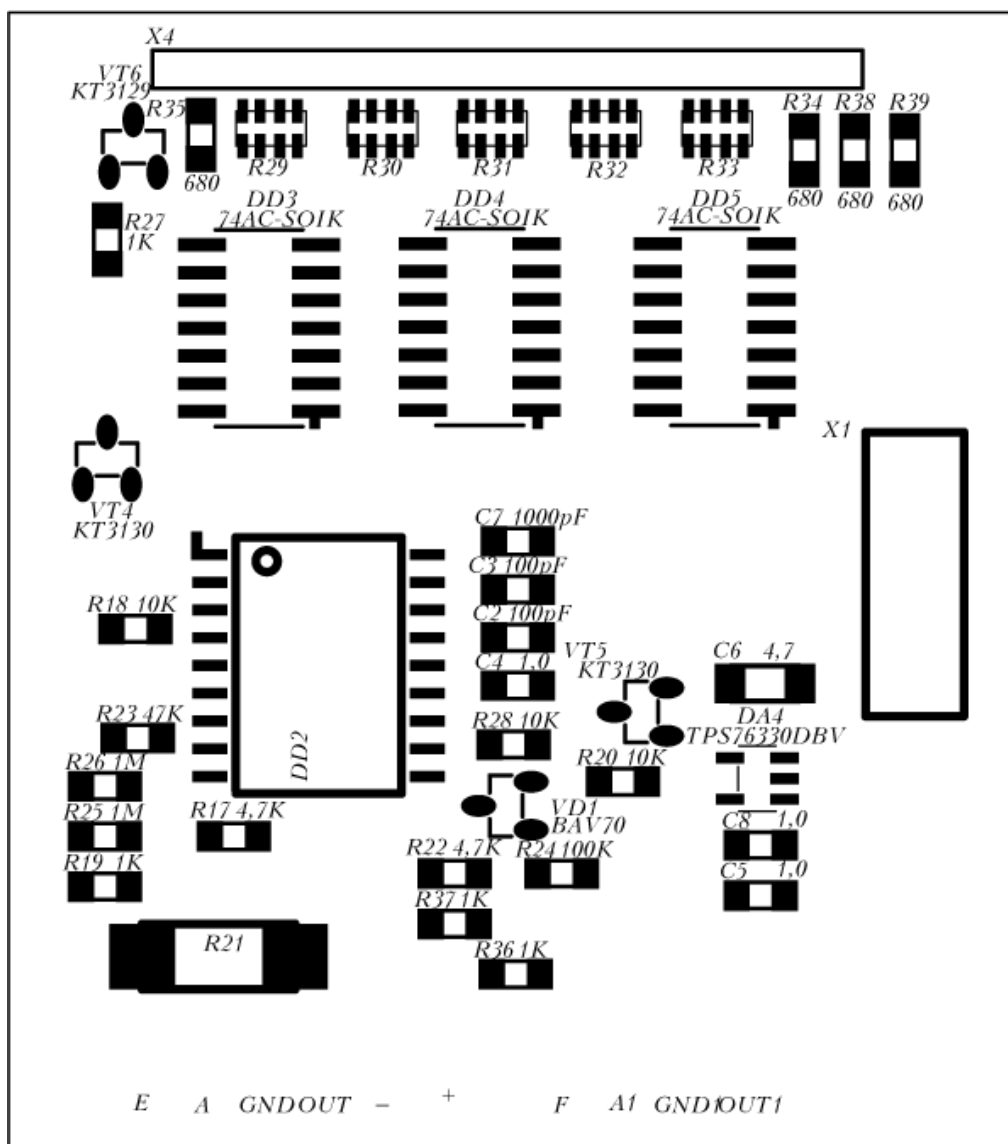 X4
VT6
KT3129
R35
680
R29
R30
R31
R32
R33
R34
R38
R39
680
680
680
R27
1K
DD3
74AC-SOIK
DD4
74AC-SOIK
DD5
74AC-SOIK
X1
VT4
KT3130
C7 1000pF
C3 100pF
C2 100pF
C4 1,0
R18 10K
DD2
VT5
KT3130
C6 4,7
DA4
TPS76330DBV
R23 47K
R28 10K
R20 10K
R26 1M
R25 1M
R17 4,7K
VD1
BAV70
C8 1,0
R19 1K
R22 4,7K
R24 100K
C5 1,0
R37 1K
R21
R36 1K
E A GND OUT - + F A1 GND1 OUT1